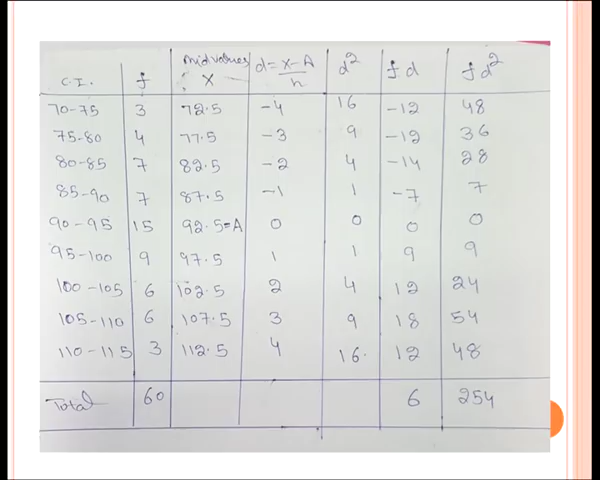 C.I. f midvalues X d=x-A/h d² fd fd²
70-75 3 72.5 -4 16 -12 48
75-80 4 77.5 -3 9 -12 36
80-85 7 82.5 -2 4 -14 28
85-90 7 87.5 -1 1 -7 7
90-95 15 92.5=A 0 0 0 0
95-100 9 97.5 1 1 9 9
100-105 6 102.5 2 4 12 24
105-110 6 107.5 3 9 18 54
110-115 3 112.5 4 16. 12 48
Total 60 6 254